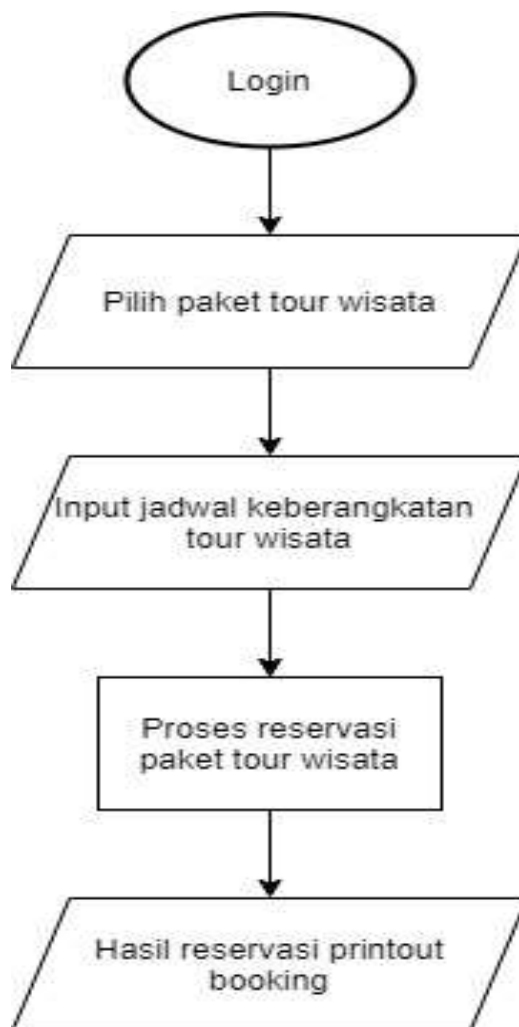 Login
Pilih paket tour wisata
Input jadwal keberangkatan
tour wisata
Proses reservasi
paket tour wisata
Hasil reservasi printout
booking